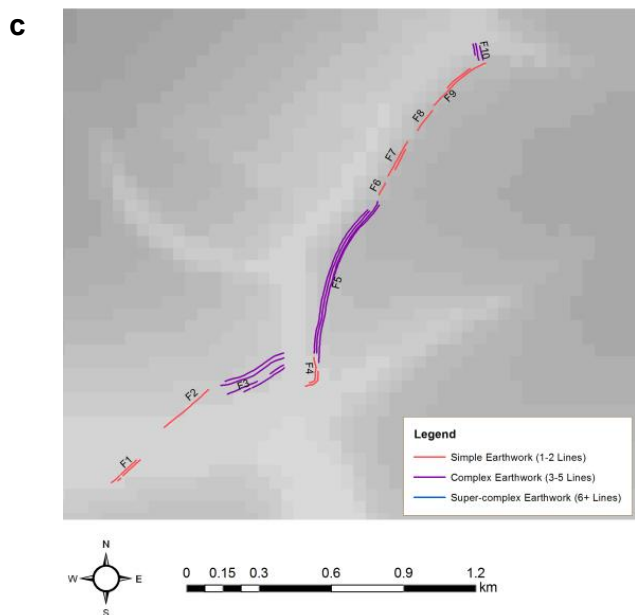 c
F10
F9
F8
F7
F6
F5
F4
F3
F2
F1
Legend
Simple Earthwork (1-2 Lines)
Complex Earthwork (3-5 Lines)
Super-complex Earthwork (6+ Lines)
N
W E
S
0 0.15 0.3 0.6 0.9 1.2
km